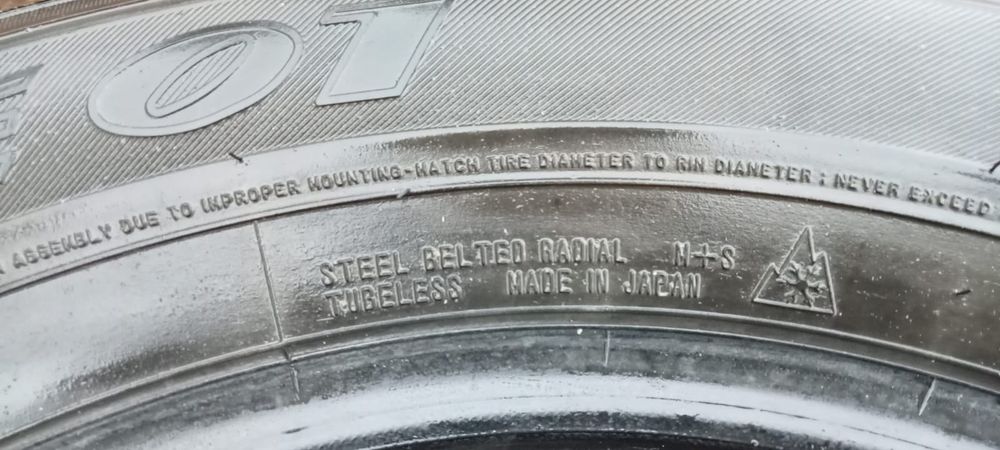 01
ASSEMBLY DUE TO IMPROPER MOUNTING-MATCH TIRE DIAMETER TO RIM DIAMETER ; NEVER EXCEED
STEEL BELTED RADIAL M+S
TUBELESS MADE IN JAPAN